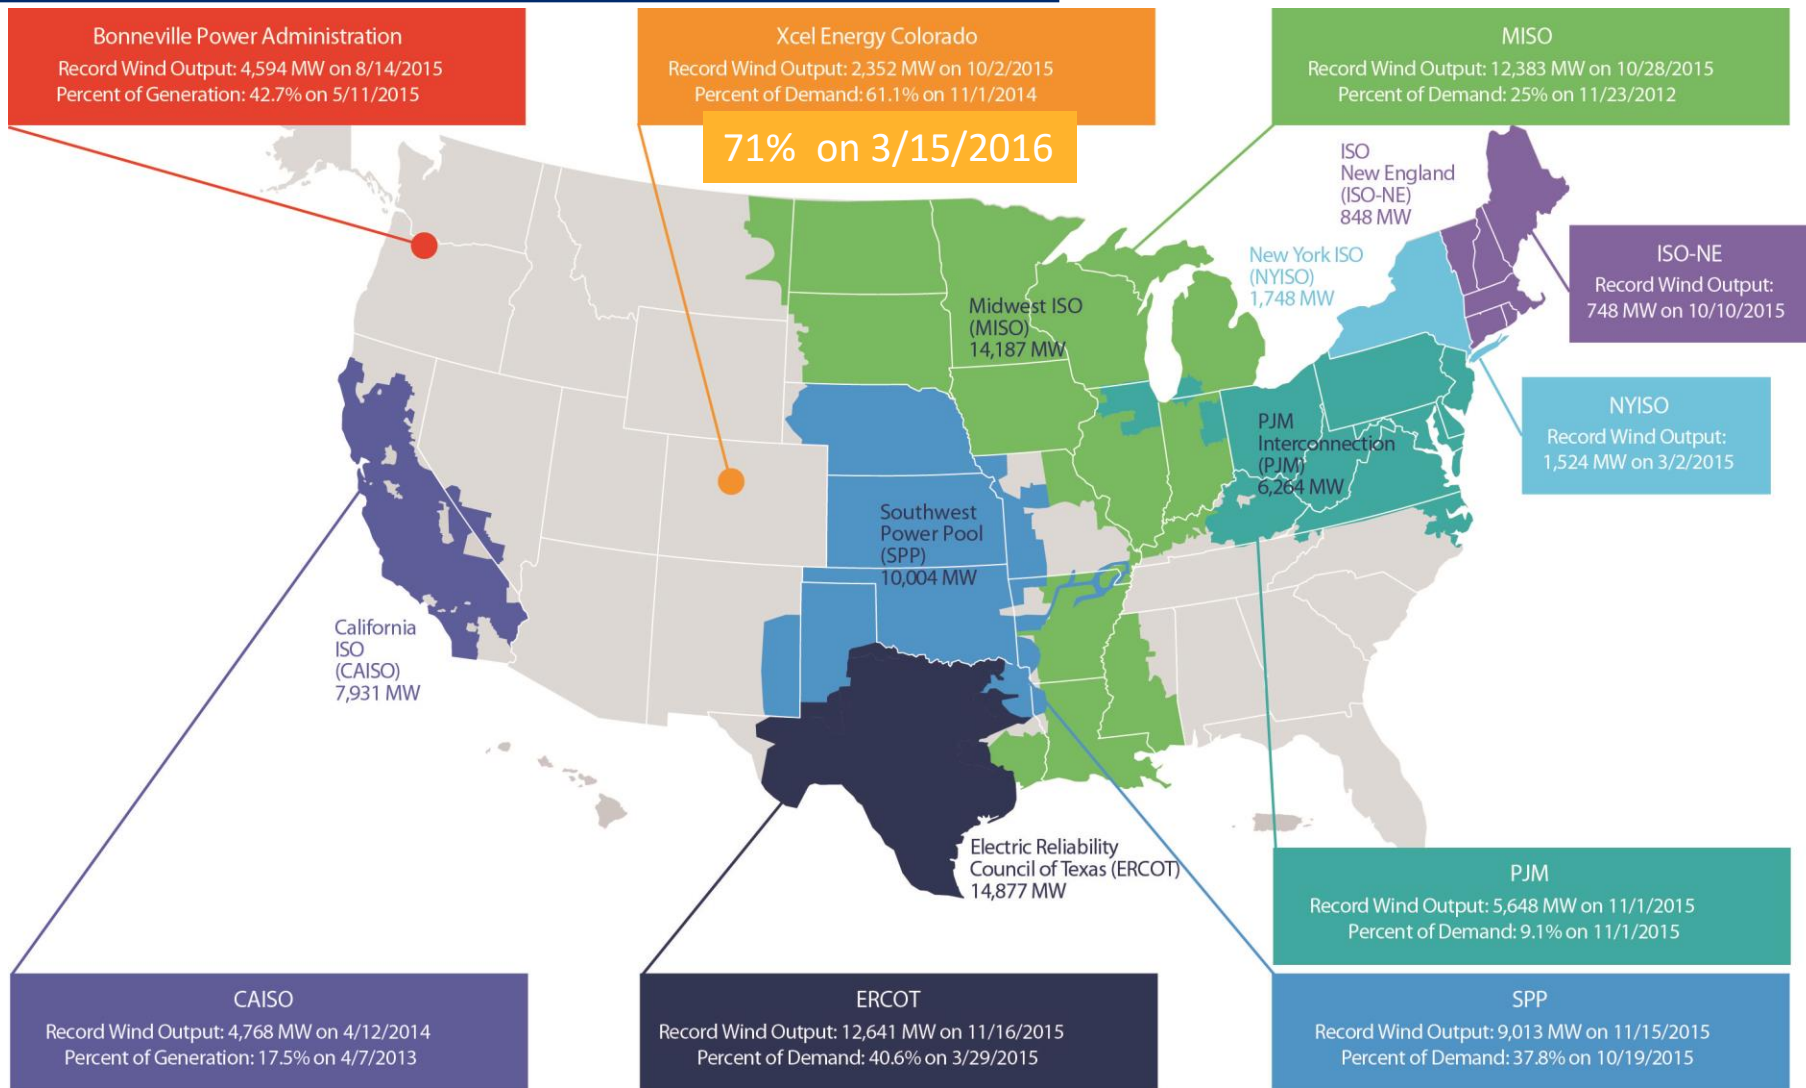 Bonneville Power Administration
Record Wind Output: 4,594 MW on 8/14/2015
Percent of Generation: 42.7% on 5/11/2015
Xcel Energy Colorado
Record Wind Output: 2,352 MW on 10/2/2015
Percent of Demand: 61.1% on 11/1/2014
71% on 3/15/2016
MISO
Record Wind Output: 12,383 MW on 10/28/2015
Percent of Demand: 25% on 11/23/2012
ISO
New England
(ISO-NE)
848 MW
ISO-NE
Record Wind Output:
748 MW on 10/10/2015
New York ISO
(NYISO)
1,748 MW
Midwest ISO
(MISO)
14,187 MW
NYISO
Record Wind Output:
1,524 MW on 3/2/2015
PJM
Interconnection
(PJM)
6,264 MW
Southwest
Power Pool
(SPP)
10,004 MW
California
ISO
(CAISO)
7,931 MW
Electric Reliability
Council of Texas (ERCOT)
14,877 MW
PJM
Record Wind Output: 5,648 MW on 11/1/2015
Percent of Demand: 9.1% on 11/1/2015
CAISO
Record Wind Output: 4,768 MW on 4/12/2014
Percent of Generation: 17.5% on 4/7/2013
ERCOT
Record Wind Output: 12,641 MW on 11/16/2015
Percent of Demand: 40.6% on 3/29/2015
SPP
Record Wind Output: 9,013 MW on 11/15/2015
Percent of Demand: 37.8% on 10/19/2015